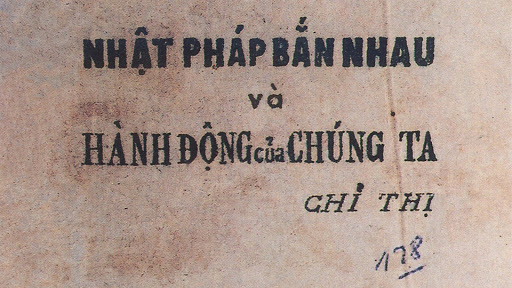 NHẬT PHÁP BẮN NHAU
và
HÀNH ĐỘNG của CHÚNG TA
CHỈ THỊ
178